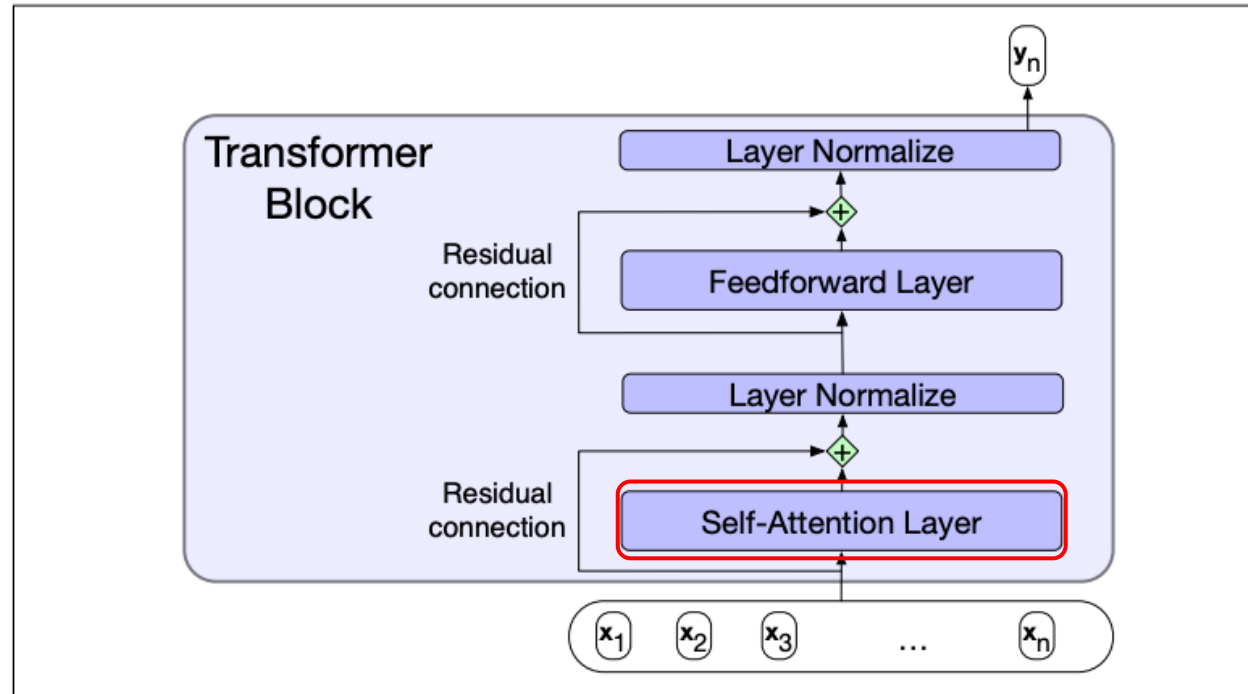 yn
Transformer
Block
Layer Normalize
+
Residual
connection
Feedforward Layer
Layer Normalize
+
Residual
connection
Self-Attention Layer
x1 x2 x3 ... xn